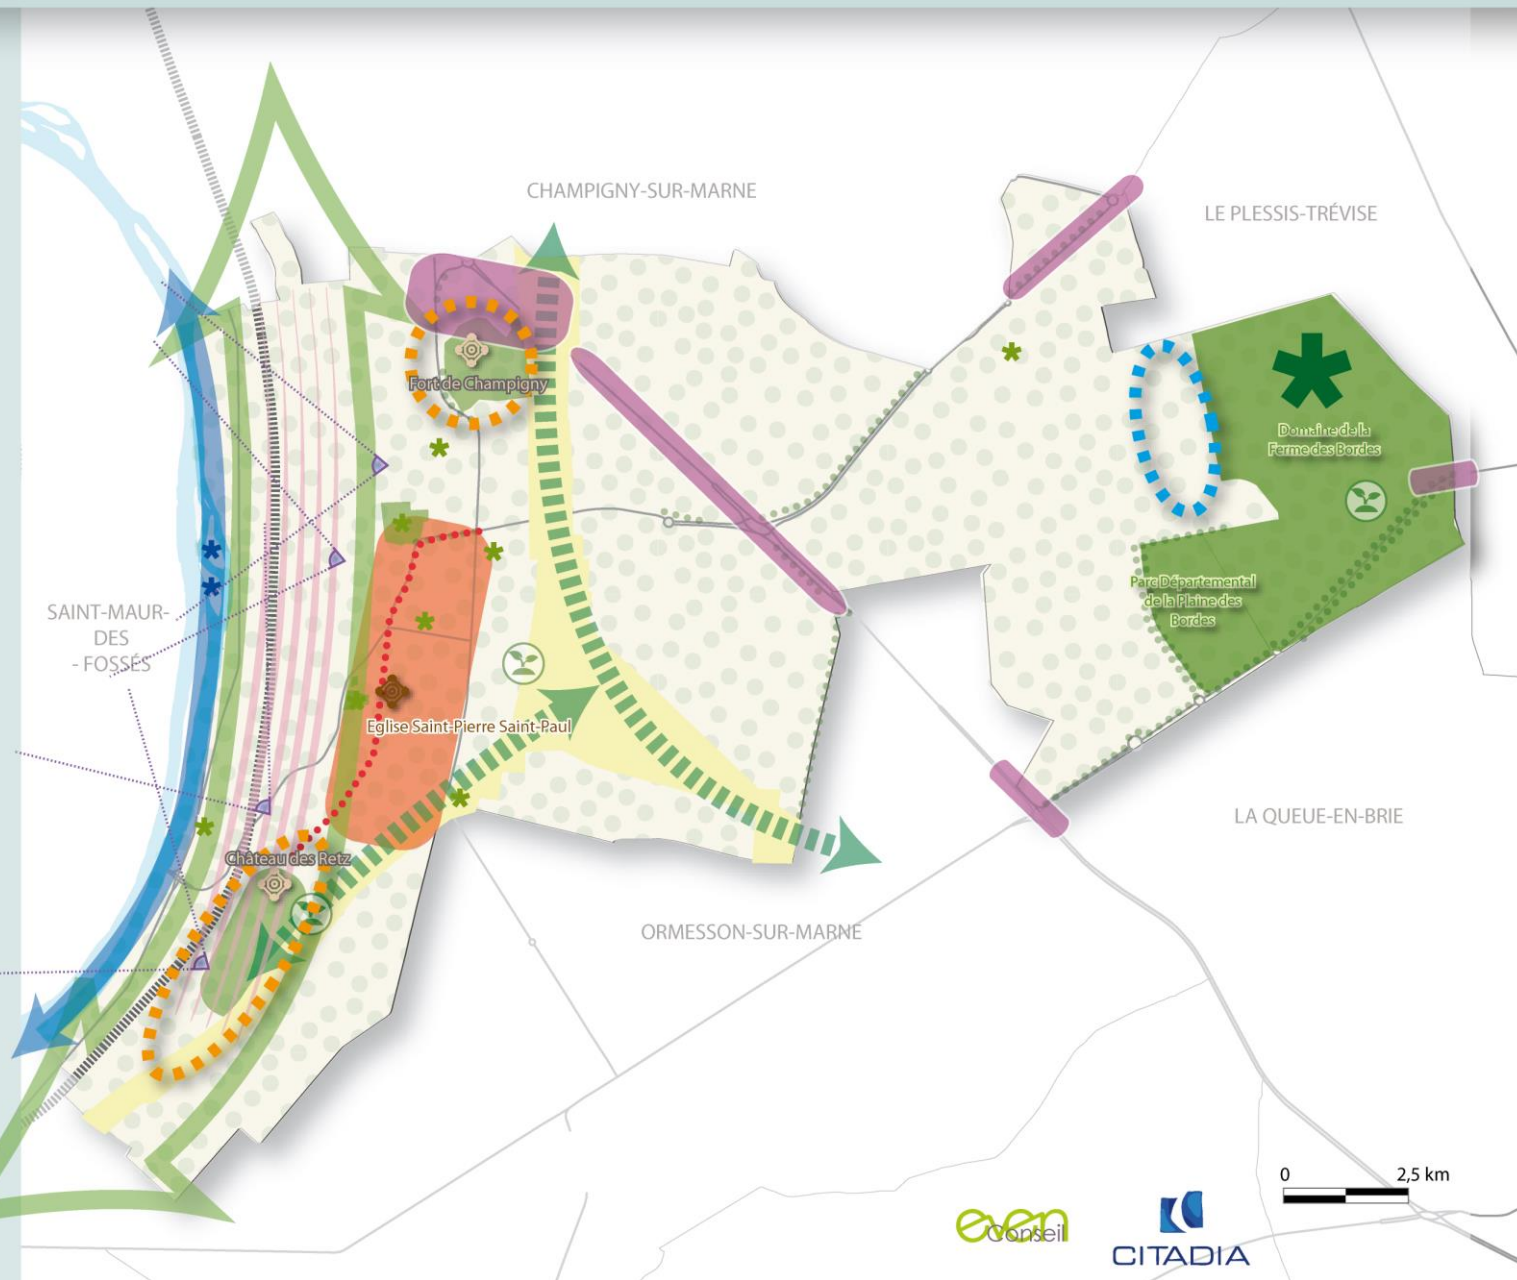 CHAMPIGNY-SUR-MARNE
LE PLESSIS-TRÉVISE
Fort de Champigny
Domaine de la
Ferme des Bordes
Parc Départemental
de la Plaine des
Bordes
SAINT-MAUR-
DES
- FOSSÉS
Eglise Saint-Pierre Saint-Paul
LA QUEUE-EN-BRIE
Château des Retz
ORMESSON-SUR-MARNE
0 2,5 km
even
Conseil
CITADIA